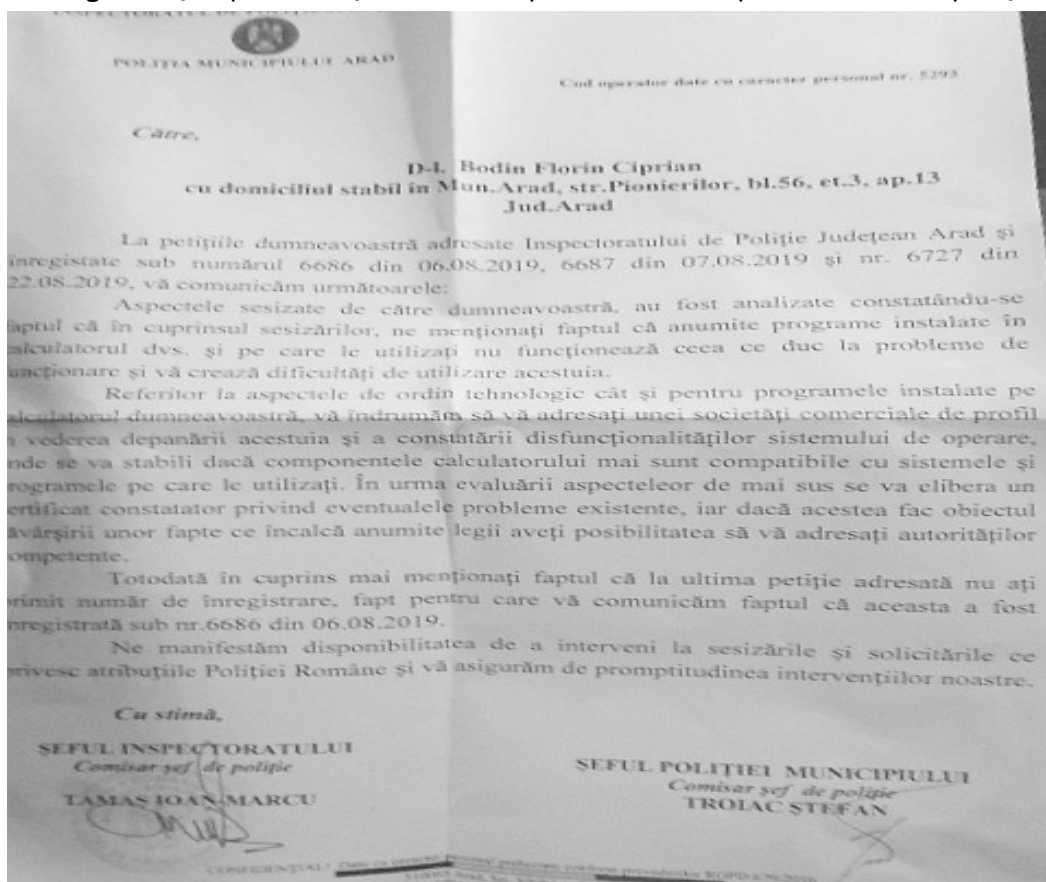 POLIȚIA MUNICIPIULUI ARAD
Cod operator date cu caracter personal nr. 5293
Către,
D-l. Bodin Florin Ciprian
cu domiciliul stabil în Mun.Arad, str.Pionierilor, bl.56, et.3, ap.13
Jud.Arad
La petițiile dumneavoastră adresate Inspectoratului de Poliție Județean Arad și
înregistate sub numărul 6686 din 06.08.2019, 6687 din 07.08.2019 și nr. 6727 din
22.08.2019, vă comunicăm următoarele:
Aspectele sesizate de către dumneavoastră, au fost analizate constatându-se
faptul că în cuprinsul sesizărilor, ne menționați faptul că anumite programe instalate în
alculatorul dvs. și pe care le utilizați nu funcționează ceea ce duc la probleme de
uncționare și vă crează dificultăți de utilizare acestuia.
Referitor la aspectele de ordin tehnologic cât și pentru programele instalate pe
alculatorul dumneavoastră, vă îndrumăm să vă adresați unei societăți comerciale de profil
n vederea depanării acestuia și a constatării disfuncționalităților sistemului de operare,
nde se va stabili dacă componentele calculatorului mai sunt compatibile cu sistemele și
rogramele pe care le utilizați. În urma evaluării aspecteleor de mai sus se va elibera un
ertificat constatator privind eventualele probleme existente, iar dacă acestea fac obiectul
ăvârșirii unor fapte ce încalcă anumite legii aveți posibilitatea să vă adresați autorităților
ompetente.
Totodată în cuprins mai menționați faptul că la ultima petiție adresată nu ați
rimit număr de înregistrare, fapt pentru care vă comunicăm faptul că aceasta a fost
nregistrată sub nr.6686 din 06.08.2019.
Ne manifestăm disponibilitatea de a interveni la sesizările și solicitările ce
rivesc atribuțiile Poliției Române și vă asigurăm de promptitudinea intervențiilor noastre.
Cu stimă,
ȘEFUL INSPECTORATULUI
Comisar șef de poliție
TAMAȘ IOAN-MARCU
ȘEFUL POLIȚIEI MUNICIPIULUI
Comisar șef de poliție
TROIAC ȘTEFAN
CONFIDENȚIAL!